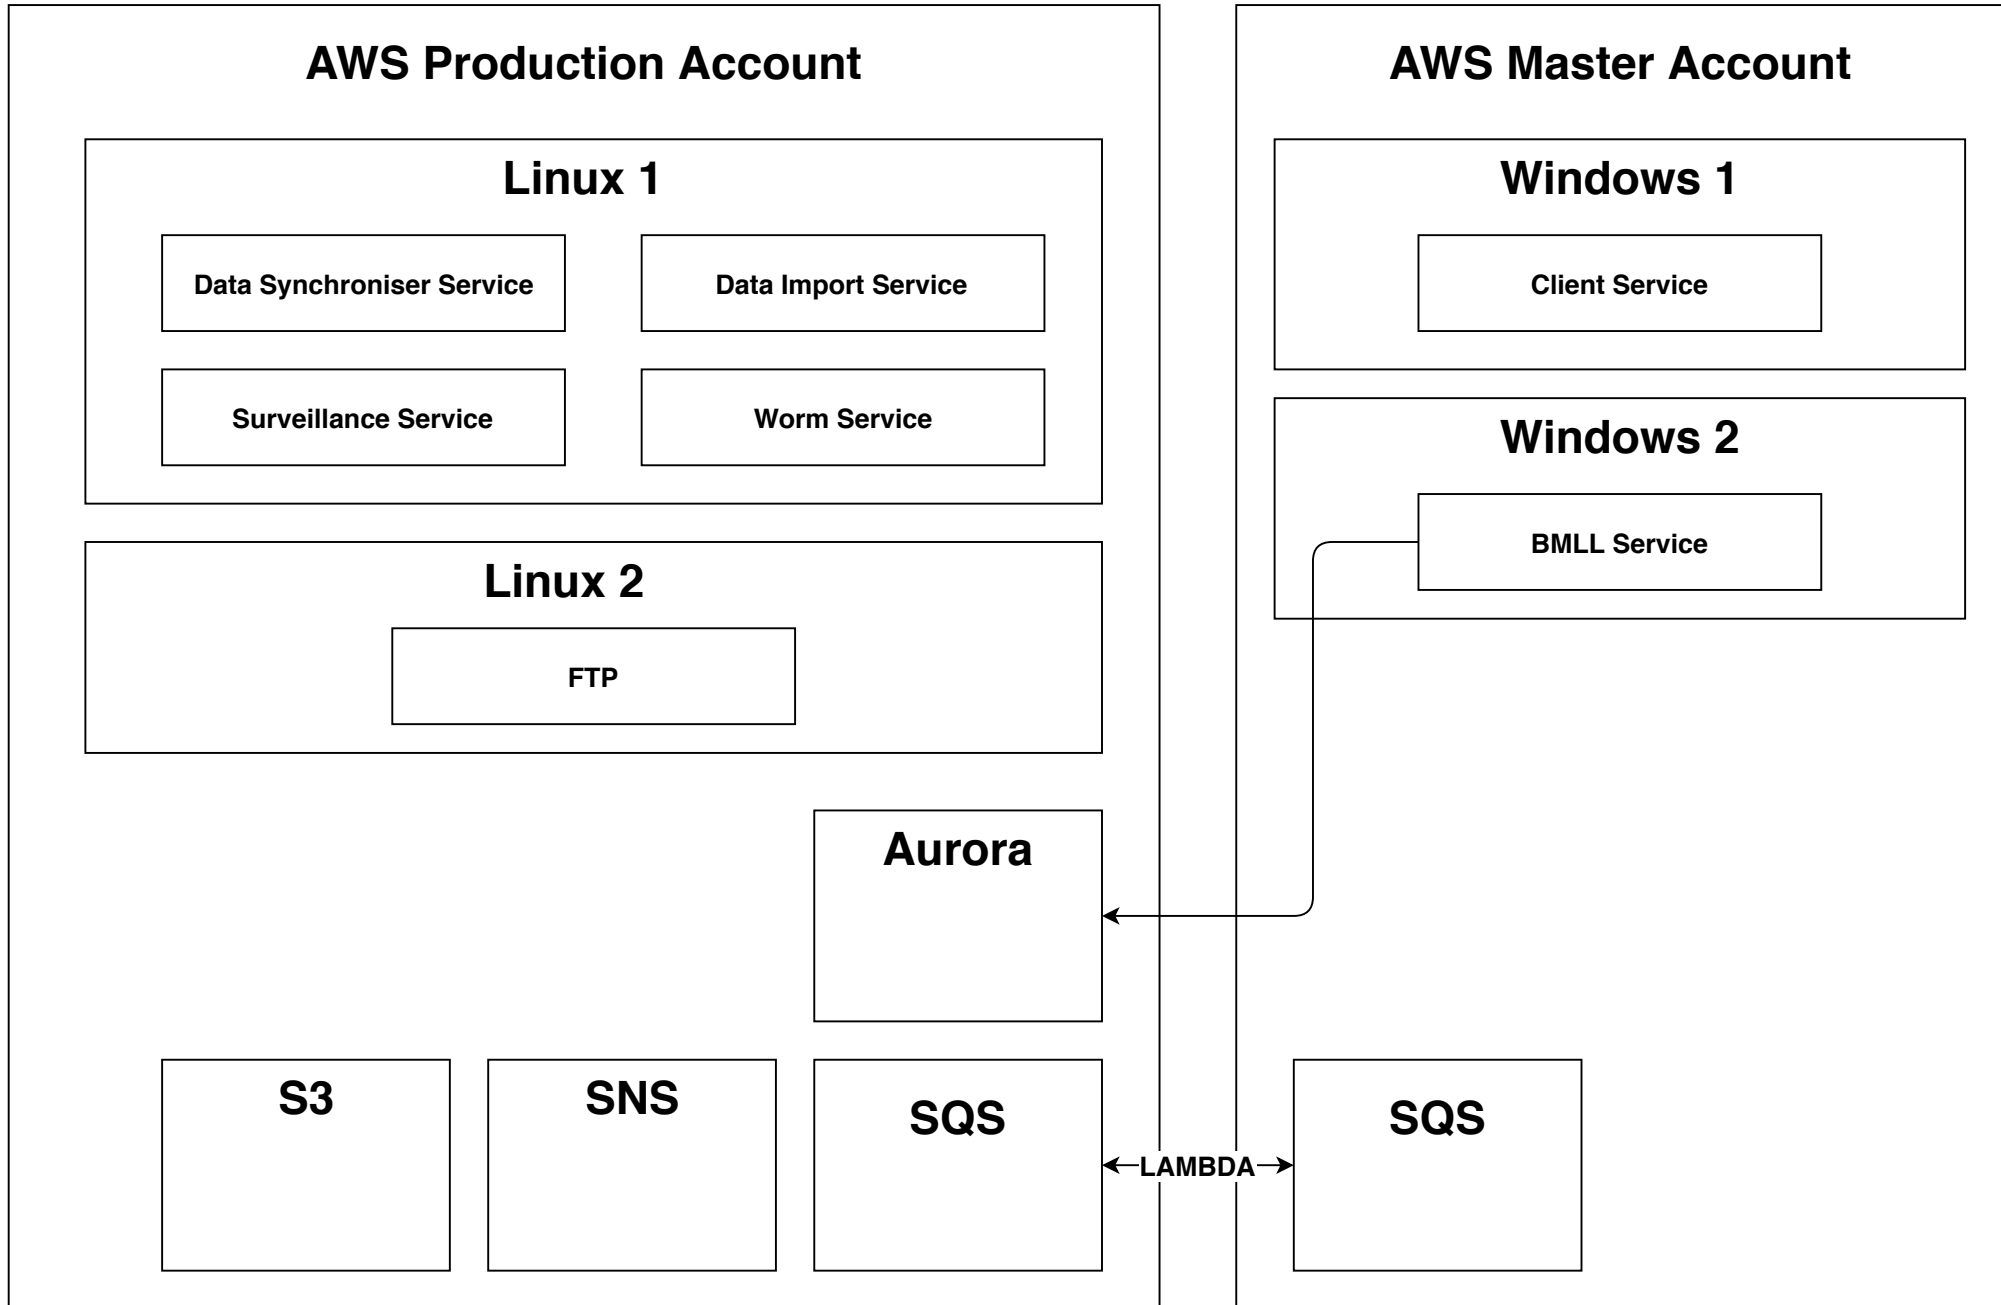 AWS Production Account
Linux 1
Data Synchroniser Service
Data Import Service
Surveillance Service
Worm Service
Linux 2
FTP
Aurora
S3
SNS
SQS
LAMBDA
AWS Master Account
Windows 1
Client Service
Windows 2
BMLL Service
SQS